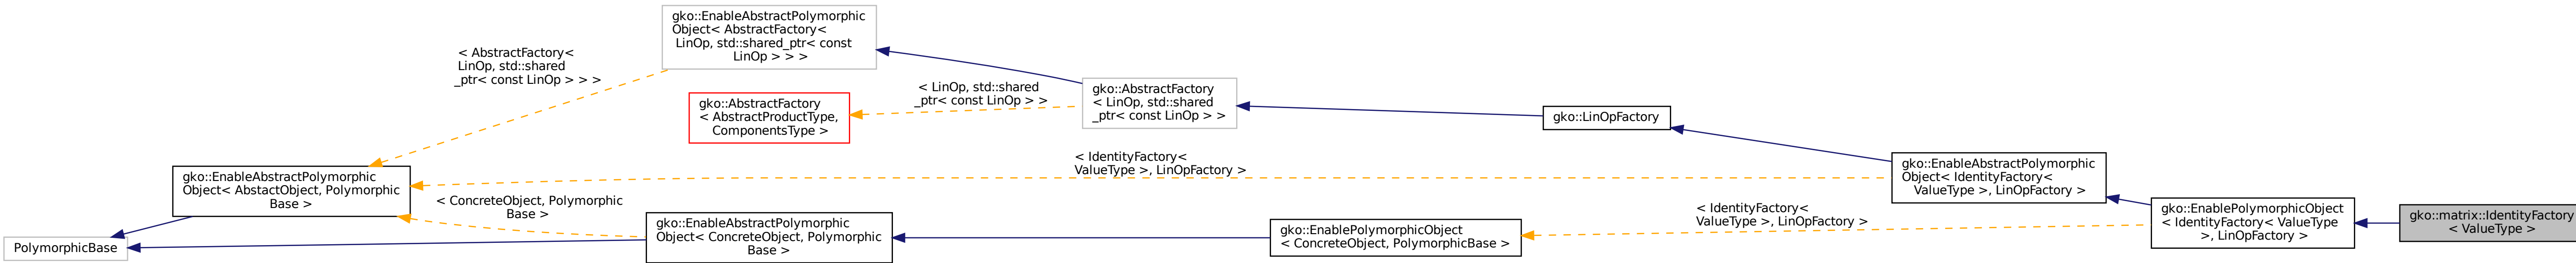 gko::EnableAbstractPolymorphic
Object< AbstractFactory<
LinOp, std::shared_ptr< const
LinOp > > >
< AbstractFactory<
LinOp, std::shared
_ptr< const LinOp > > >
gko::AbstractFactory
< AbstractProductType,
ComponentsType >
< LinOp, std::shared
_ptr< const LinOp > >
gko::AbstractFactory
< LinOp, std::shared
_ptr< const LinOp > >
gko::LinOpFactory
gko::EnableAbstractPolymorphic
Object< AbstactObject, Polymorphic
Base >
< IdentityFactory<
ValueType >, LinOpFactory >
gko::EnableAbstractPolymorphic
Object< IdentityFactory<
ValueType >, LinOpFactory >
< ConcreteObject, Polymorphic
Base >
PolymorphicBase
gko::EnableAbstractPolymorphic
Object< ConcreteObject, Polymorphic
Base >
gko::EnablePolymorphicObject
< ConcreteObject, PolymorphicBase >
< IdentityFactory<
ValueType >, LinOpFactory >
gko::EnablePolymorphicObject
< IdentityFactory< ValueType
>, LinOpFactory >
gko::matrix::IdentityFactory
< ValueType >